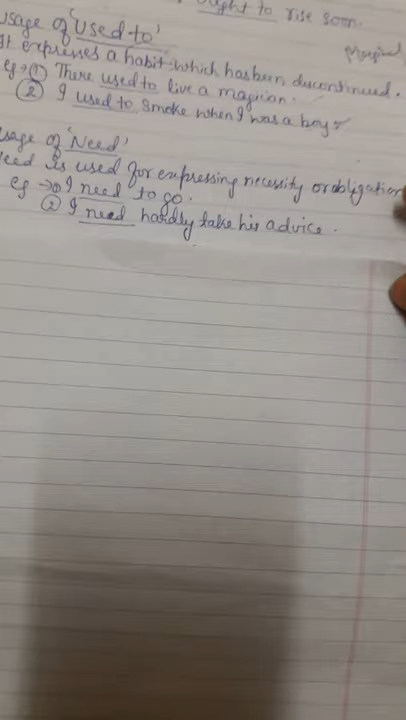 ought to rise soon.
usage of 'Used to'
Marginal
It expresses a habit which has been discontinued.
eg → ① There used to live a magician.
② I used to smoke when I was a boy
usage of 'Need'
Need is used for expressing necessity or obligation
eg → ① I need to go.
② I need hardly take his advice.